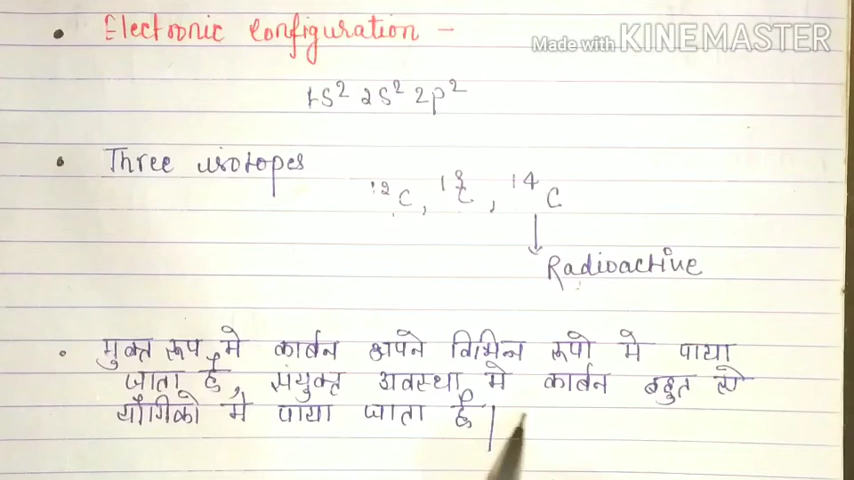 • Electronic configuration - Made with KINEMASTER
1s² 2s² 2p²
• Three isotopes
¹²C, ¹³C, ¹⁴C
Radioactive
• मुक्त रूप मे कार्बन अपने विभिन्न रूपो मे पाया
जाता है, संयुक्त अवस्था मे कार्बन बहुत से
यौगिको मे पाया जाता है|